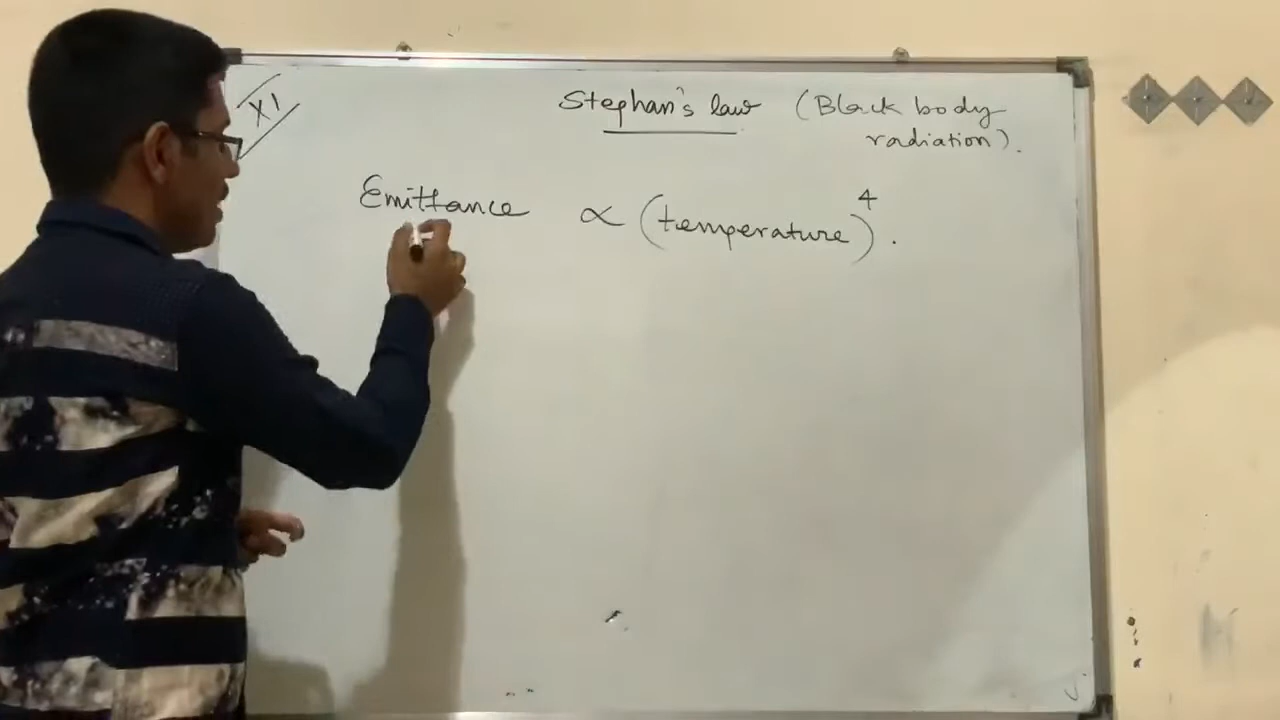 XI
Stephan's law (Black body
radiation).
Emittance ∝ (temperature)⁴.